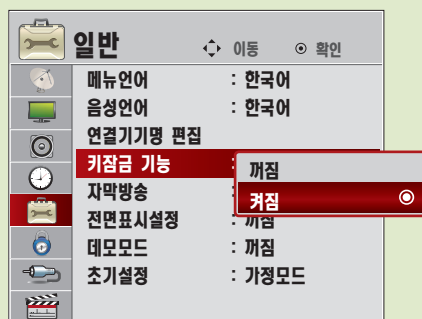 일반 이동 확인
메뉴언어 : 한국어
음성언어 : 한국어
연결기기명 편집
키잠금 기능 :
꺼짐
켜짐
자막방송 :
전면표시설정 : 꺼짐
데모모드 : 꺼짐
초기설정 : 가정모드